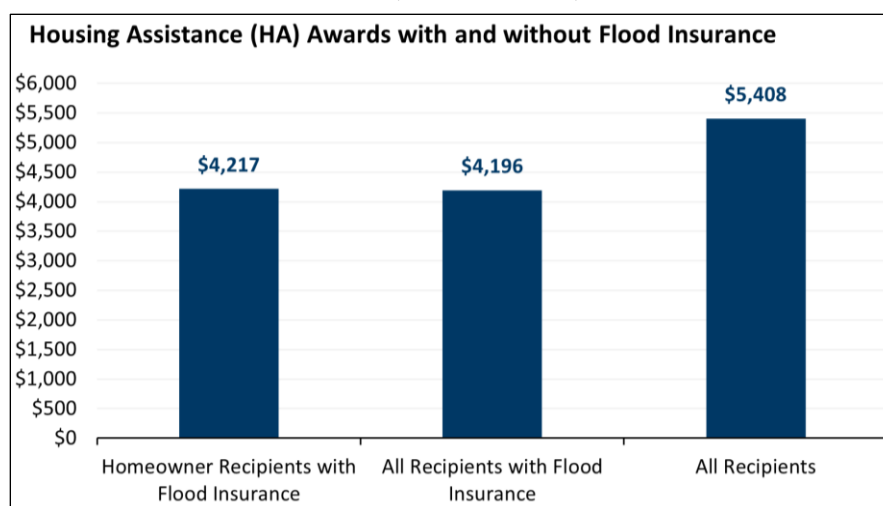 Housing Assistance (HA) Awards with and without Flood Insurance
$6,000
$5,500
$5,000
$4,500
$4,000
$3,500
$3,000
$2,500
$2,000
$1,500
$1,000
$500
$0
$4,217
$4,196
$5,408
Homeowner Recipients with
Flood Insurance
All Recipients with Flood
Insurance
All Recipients